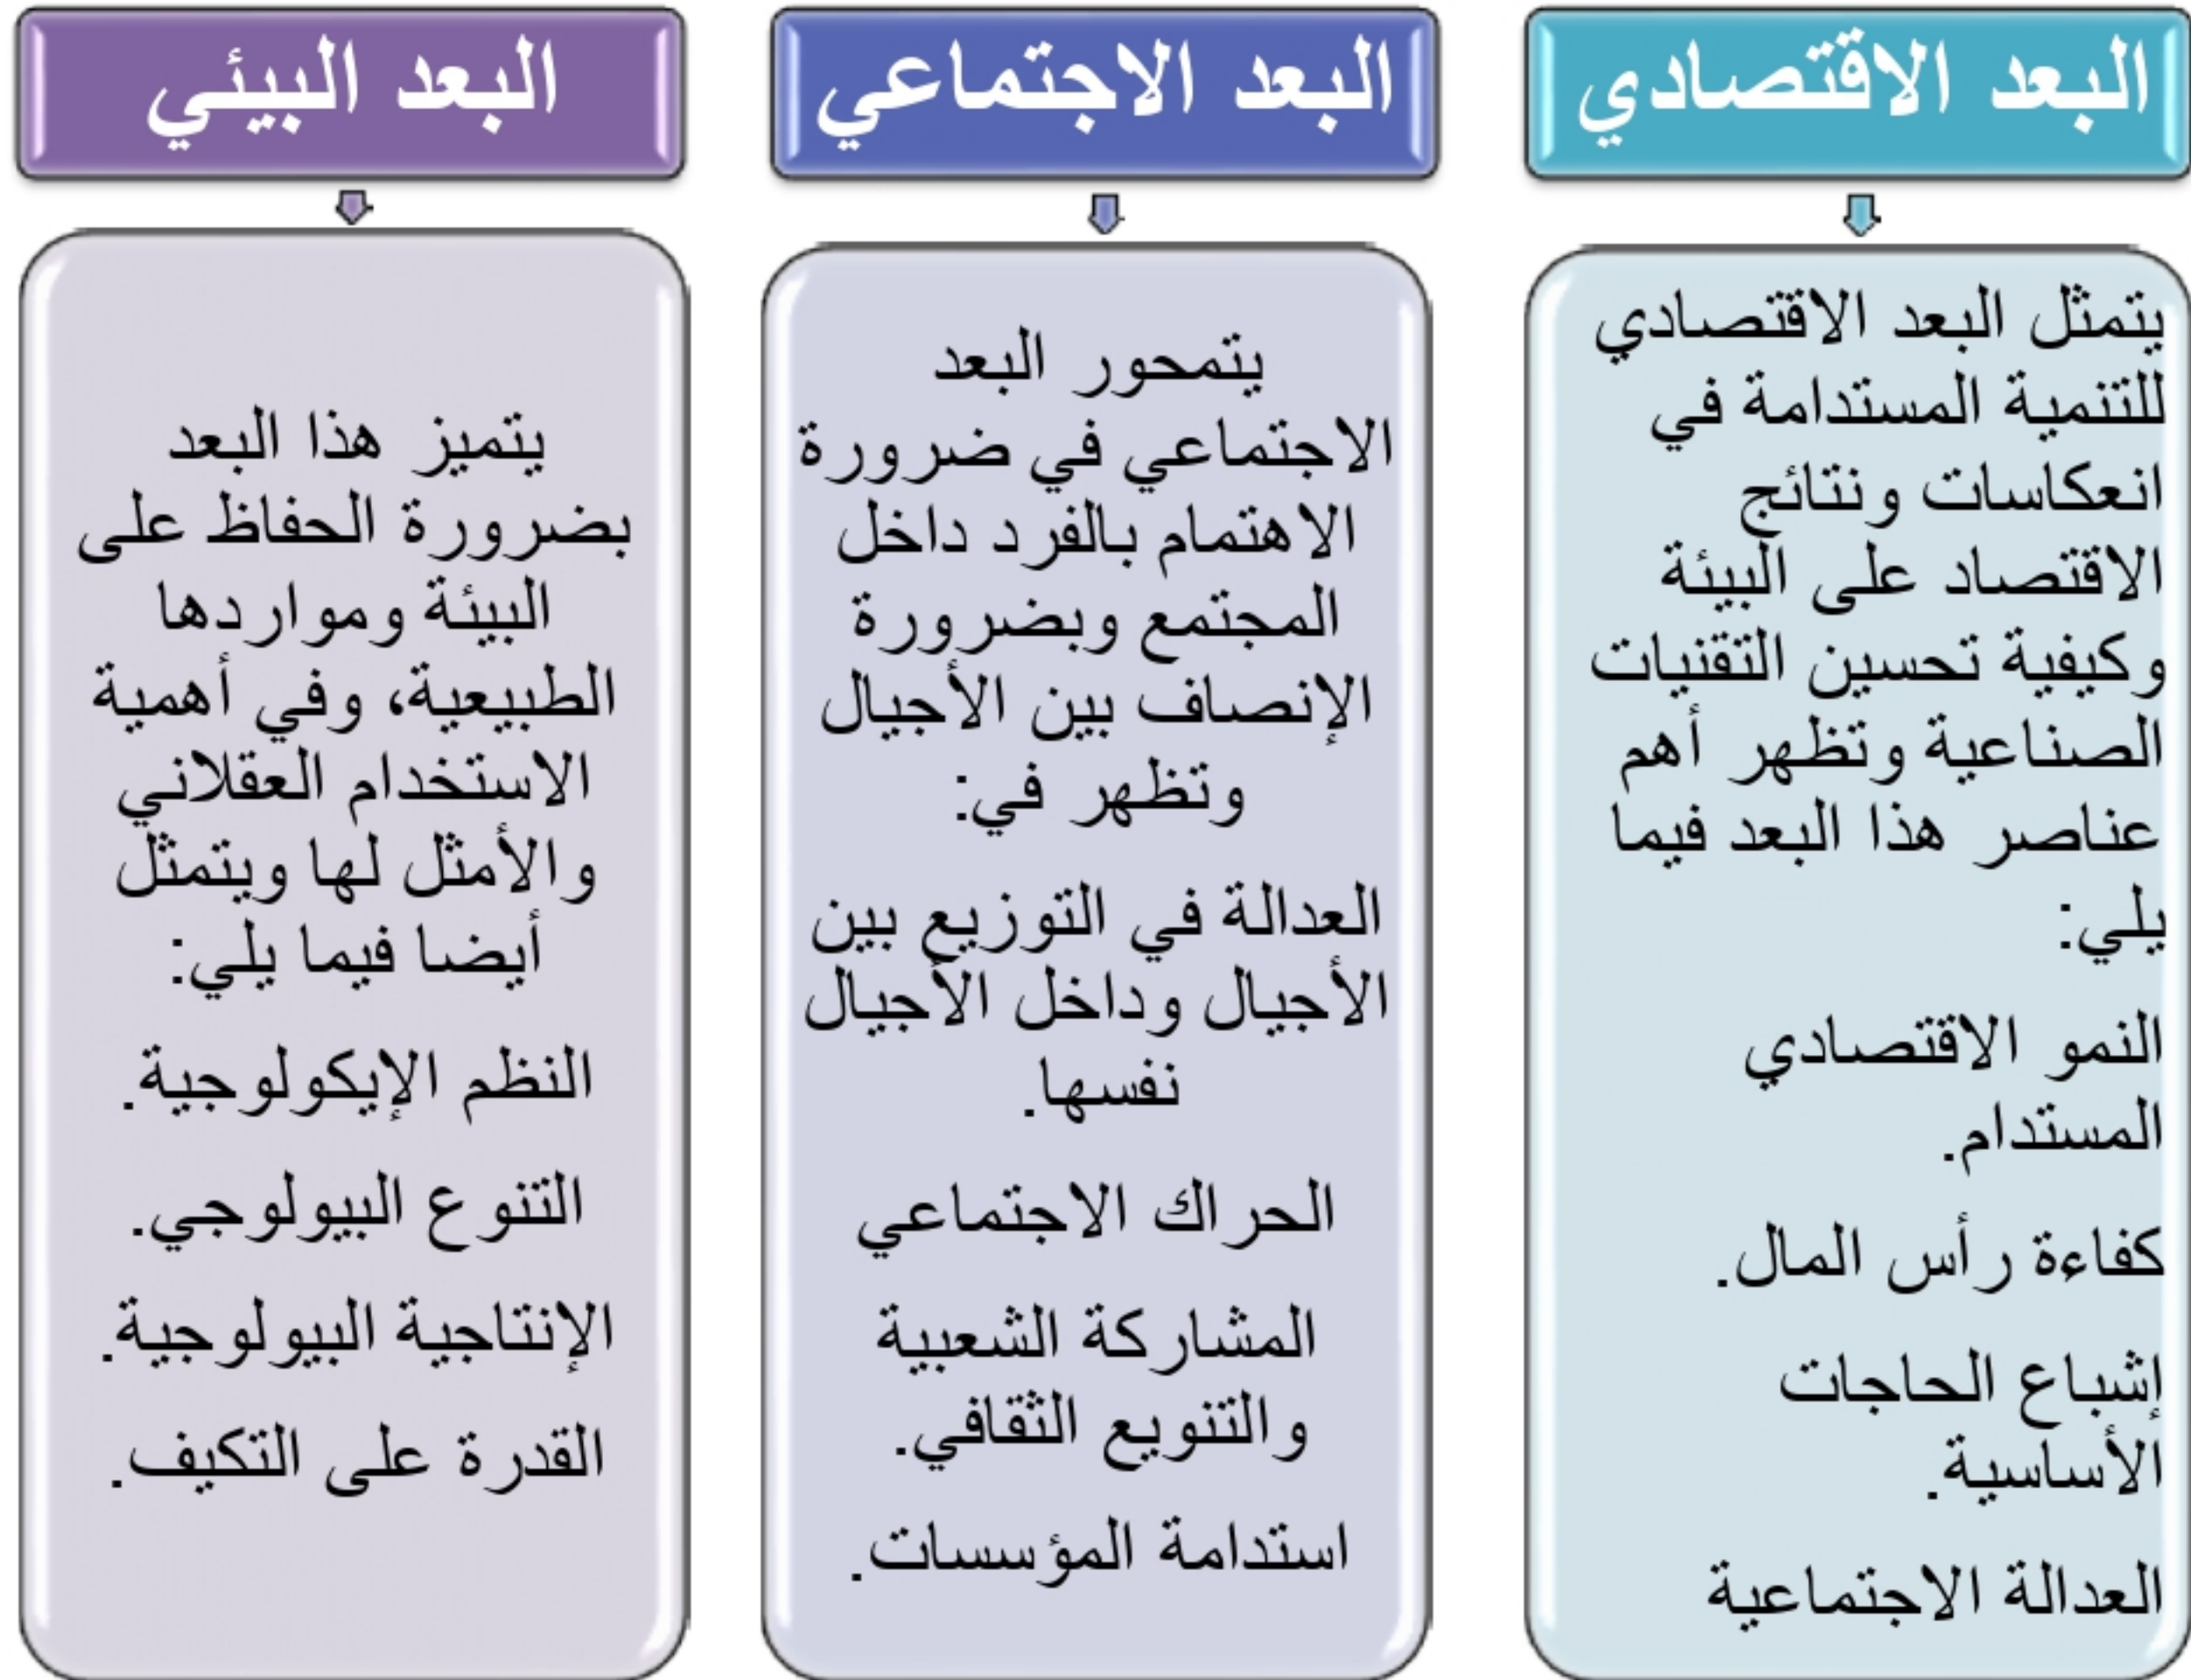 البعد الاقتصادي
يتمثل البعد الاقتصادي
للتنمية المستدامة في
انعكاسات ونتائج
الاقتصاد على البيئة
وكيفية تحسين التقنيات
الصناعية وتظهر أهم
عناصر هذا البعد فيما
يلي:
النمو الاقتصادي
المستدام.
كفاءة رأس المال.
إشباع الحاجات
الأساسية.
العدالة الاجتماعية
البعد الاجتماعي
يتمحور البعد
الاجتماعي في ضرورة
الاهتمام بالفرد داخل
المجتمع وبضرورة
الإنصاف بين الأجيال
وتظهر في:
العدالة في التوزيع بين
الأجيال وداخل الأجيال
نفسها.
الحراك الاجتماعي
المشاركة الشعبية
والتنويع الثقافي.
استدامة المؤسسات.
البعد البيئي
يتميز هذا البعد
بضرورة الحفاظ على
البيئة ومواردها
الطبيعية، وفي أهمية
الاستخدام العقلاني
والأمثل لها ويتمثل
أيضا فيما يلي:
النظم الإيكولوجية.
التنوع البيولوجي.
الإنتاجية البيولوجية.
القدرة على التكيف.